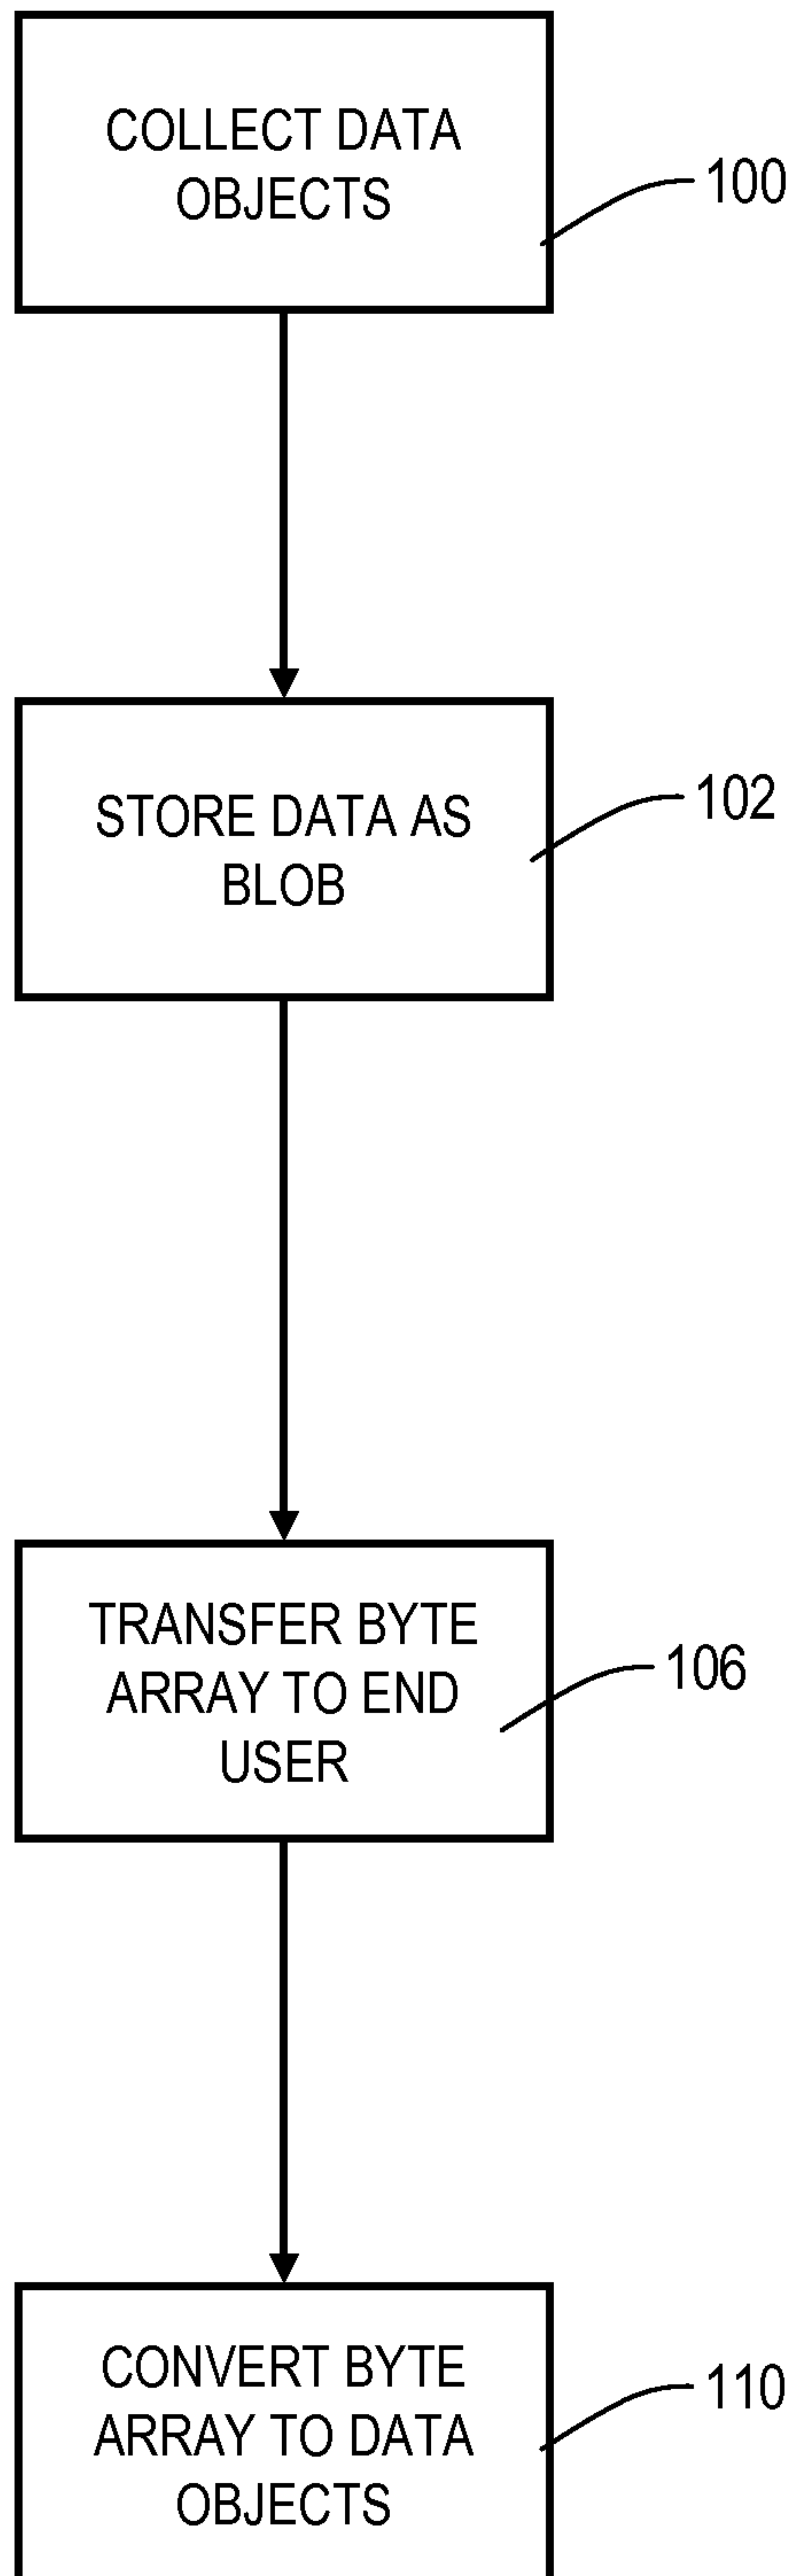 COLLECT DATA
OBJECTS
100
STORE DATA AS
BLOB
102
TRANSFER BYTE
ARRAY TO END
USER
106
CONVERT BYTE
ARRAY TO DATA
OBJECTS
110